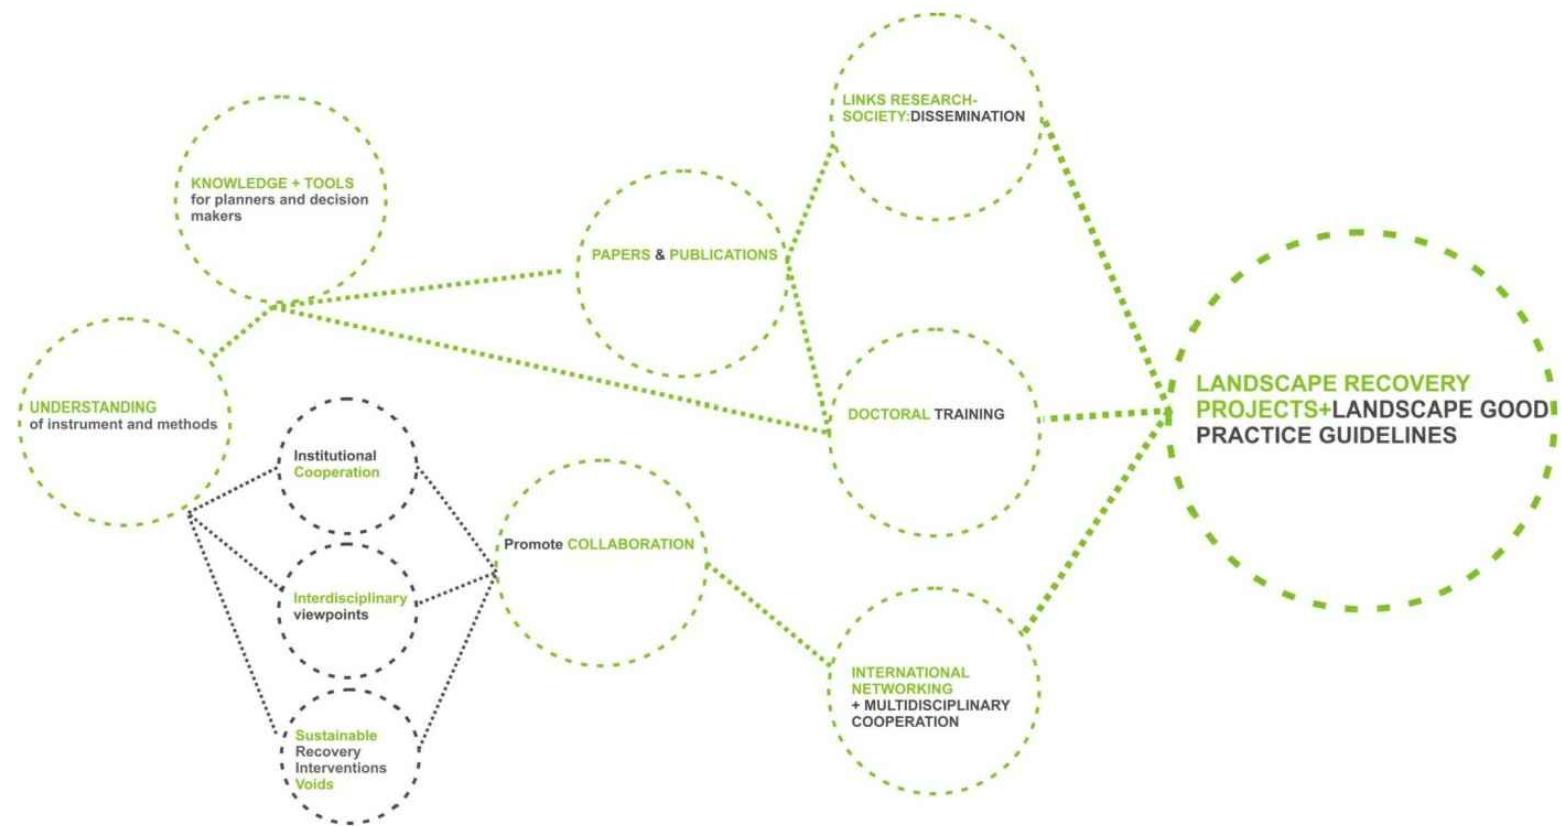 LINKS RESEARCH-
SOCIETY:DISSEMINATION
KNOWLEDGE + TOOLS
for planners and decision
makers
PAPERS & PUBLICATIONS
LANDSCAPE RECOVERY
PROJECTS+LANDSCAPE GOOD
PRACTICE GUIDELINES
UNDERSTANDING
of instrument and methods
DOCTORAL TRAINING
Institutional
Cooperation
Promote COLLABORATION
Interdisciplinary
viewpoints
INTERNATIONAL
NETWORKING
+ MULTIDISCIPLINARY
COOPERATION
Sustainable
Recovery
Interventions
Voids